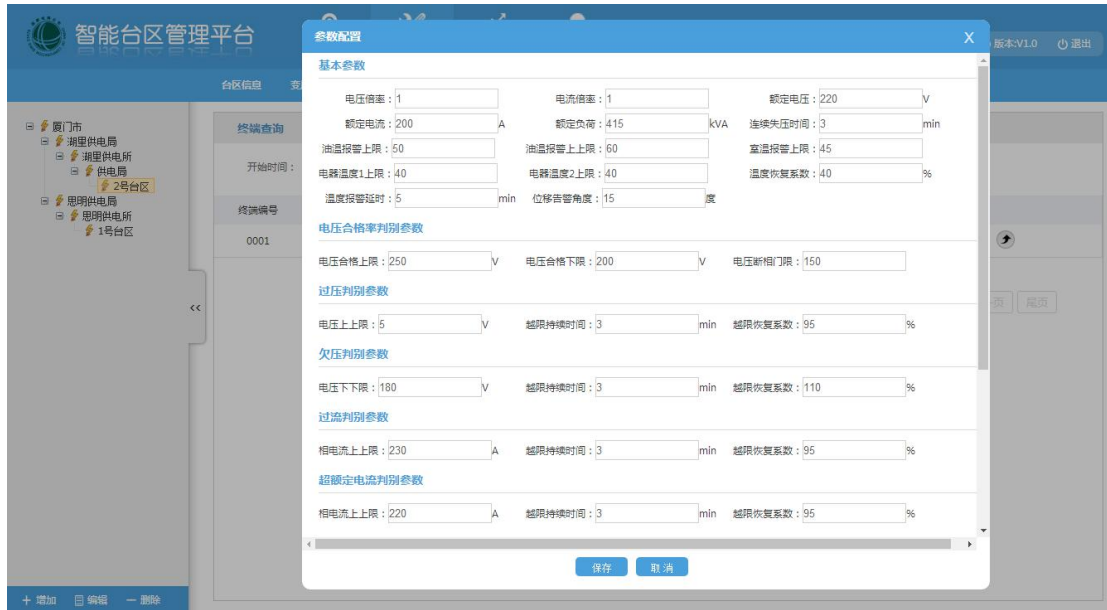 智能台区管理平台
版本:V1.0 退出
台区信息
厦门市
湖里供电局
湖里供电所
供电局
2号台区
思明供电局
思明供电所
1号台区
+ 增加 编辑 — 删除
<<
终端查询
开始时间：
终端编号
0001
页 尾页
参数配置 X
基本参数
电压倍率：1 电流倍率：1 额定电压：220 V
额定电流：200 A 额定负荷：415 kVA 连续失压时间：3 min
油温报警上限：50 油温报警上上限：60 室温报警上限：45
电器温度1上限：40 电器温度2上限：40 温度恢复系数：40 %
温度报警延时：5 min 位移告警角度：15 度
电压合格率判别参数
电压合格上限：250 V 电压合格下限：200 V 电压断相门限：150
过压判别参数
电压上上限：5 V 越限持续时间：3 min 越限恢复系数：95 %
欠压判别参数
电压下下限：180 V 越限持续时间：3 min 越限恢复系数：110 %
过流判别参数
相电流上上限：230 A 越限持续时间：3 min 越限恢复系数：95 %
超额定电流判别参数
相电流上上限：220 A 越限持续时间：3 min 越限恢复系数：95 %
保存 取消